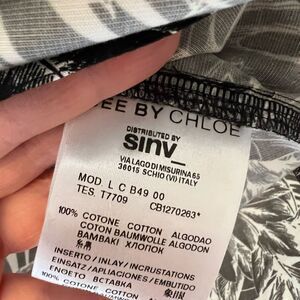 EE BY CHLOE
DISTRIBUTED BY
sinv_
VIA LAGO DI MISURINA 65
36015 SCHIO (VI) ITALY
MOD. L C B49 00
TES. T7709 CB1270263*
100% COTONE COTTON ALGODAO
COTON BAUMWOLLE ALGODON
ΒΑΜΒΑΚΙ ХЛОПОК
INSERTO / INLAY / INCRUSTATIONS
EINSATZ / APLICACIONES / EMBUTIDO
ΕΝΘΕΤΟ ВСТАВКА
100% COTONE COTTON